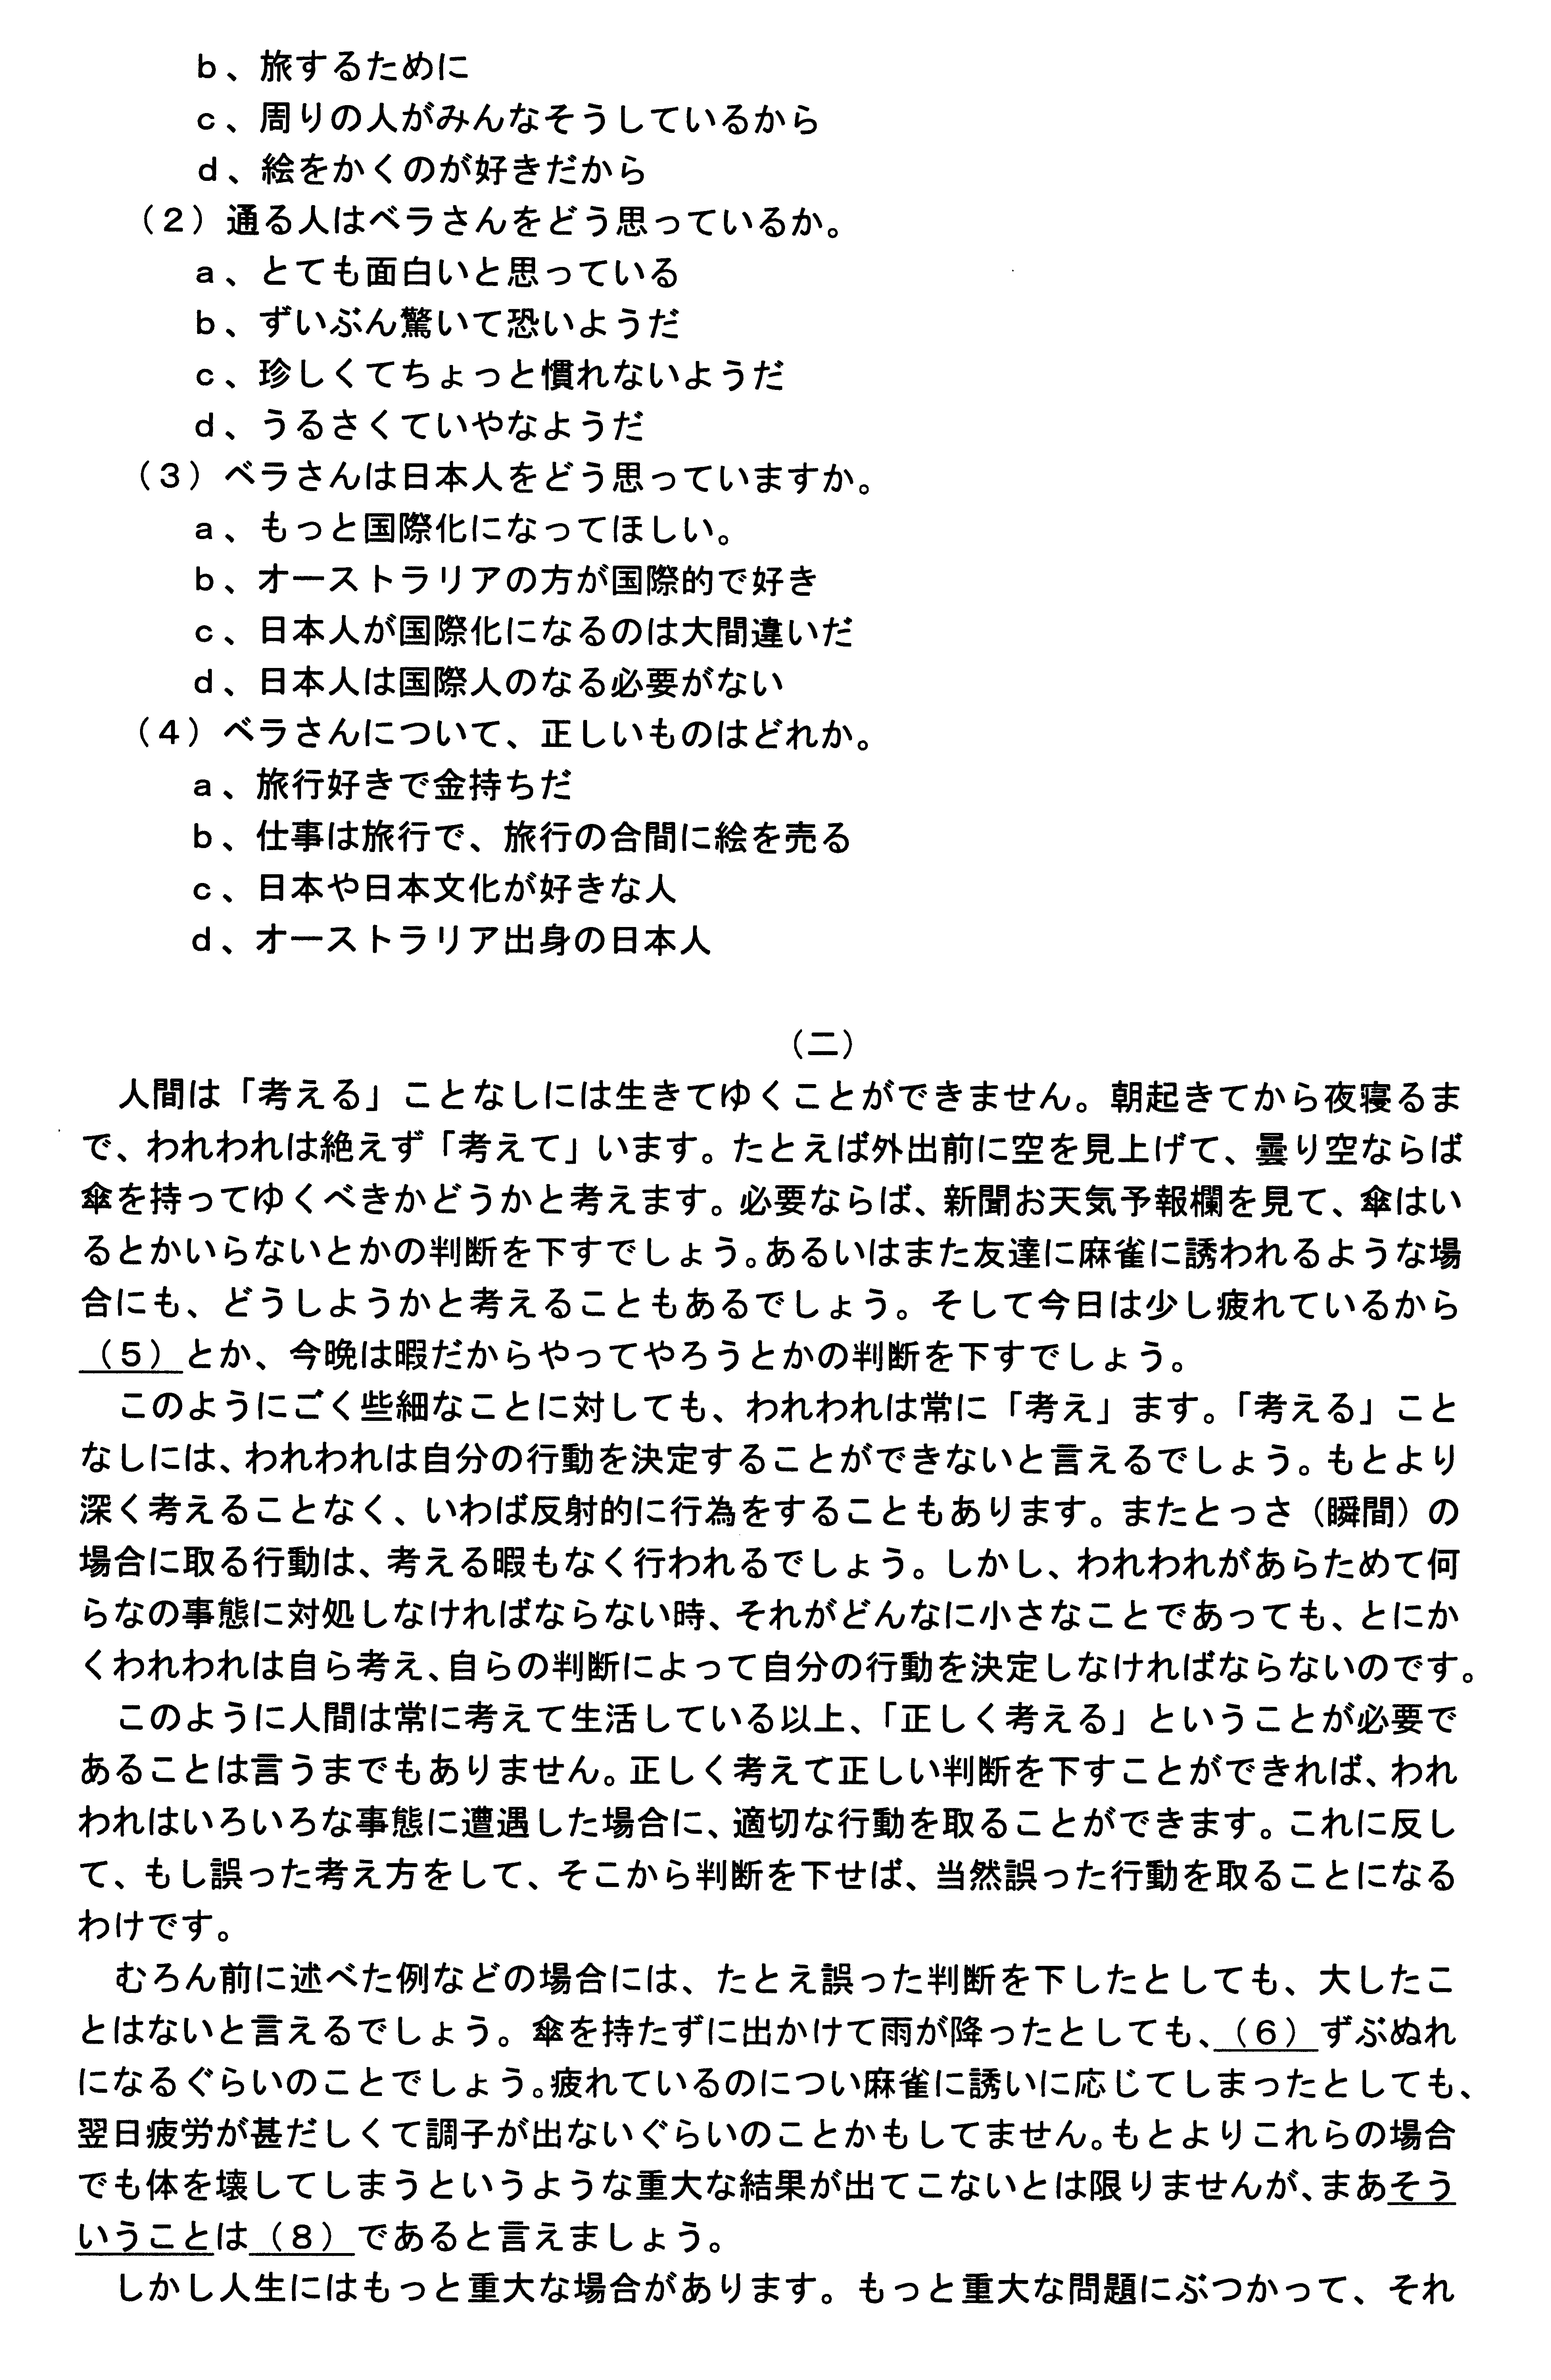 b、旅するために
c、周りの人がみんなそうしているから
d、絵をかくのが好きだから
（2）通る人はベラさんをどう思っているか。
a、とても面白いと思っている
b、ずいぶん驚いて恐いようだ
c、珍しくてちょっと慣れないようだ
d、うるさくていやなようだ
（3）ベラさんは日本人をどう思っていますか。
a、もっと国際化になってほしい。
b、オーストラリアの方が国際的で好き
c、日本人が国際化になるのは大間違いだ
d、日本人は国際人のなる必要がない
（4）ベラさんについて、正しいものはどれか。
a、旅行好きで金持ちだ
b、仕事は旅行で、旅行の合間に絵を売る
c、日本や日本文化が好きな人
d、オーストラリア出身の日本人
（二）
人間は「考える」ことなしには生きてゆくことができません。朝起きてから夜寝るま
で、われわれは絶えず「考えて」います。たとえば外出前に空を見上げて、曇り空ならば
傘を持ってゆくべきかどうかと考えます。必要ならば、新聞お天気予報欄を見て、傘はい
るとかいらないとかの判断を下すでしょう。あるいはまた友達に麻雀に誘われるような場
合にも、どうしようかと考えることもあるでしょう。そして今日は少し疲れているから
（5）とか、今晩は暇だからやってやろうとかの判断を下すでしょう。
このようにごく些細なことに対しても、われわれは常に「考え」ます。「考える」こと
なしには、われわれは自分の行動を決定することができないと言えるでしょう。もとより
深く考えることなく、いわば反射的に行為をすることもあります。またとっさ（瞬間）の
場合に取る行動は、考える暇もなく行われるでしょう。しかし、われわれがあらためて何
らなの事態に対処しなければならない時、それがどんなに小さなことであっても、とにか
くわれわれは自ら考え、自らの判断によって自分の行動を決定しなければならないのです。
このように人間は常に考えて生活している以上、「正しく考える」ということが必要で
あることは言うまでもありません。正しく考えて正しい判断を下すことができれば、われ
われはいろいろな事態に遭遇した場合に、適切な行動を取ることができます。これに反し
て、もし誤った考え方をして、そこから判断を下せば、当然誤った行動を取ることになる
わけです。
むろん前に述べた例などの場合には、たとえ誤った判断を下したとしても、大したこ
とはないと言えるでしょう。傘を持たずに出かけて雨が降ったとしても、（6）ずぶぬれ
になるぐらいのことでしょう。疲れているのについ麻雀に誘いに応じてしまったとしても、
翌日疲労が甚だしくて調子が出ないぐらいのことかもしてません。もとよりこれらの場合
でも体を壊してしまうというような重大な結果が出てこないとは限りませんが、まあそう
いうことは（8）であると言えましょう。
しかし人生にはもっと重大な場合があります。もっと重大な問題にぶつかって、それ